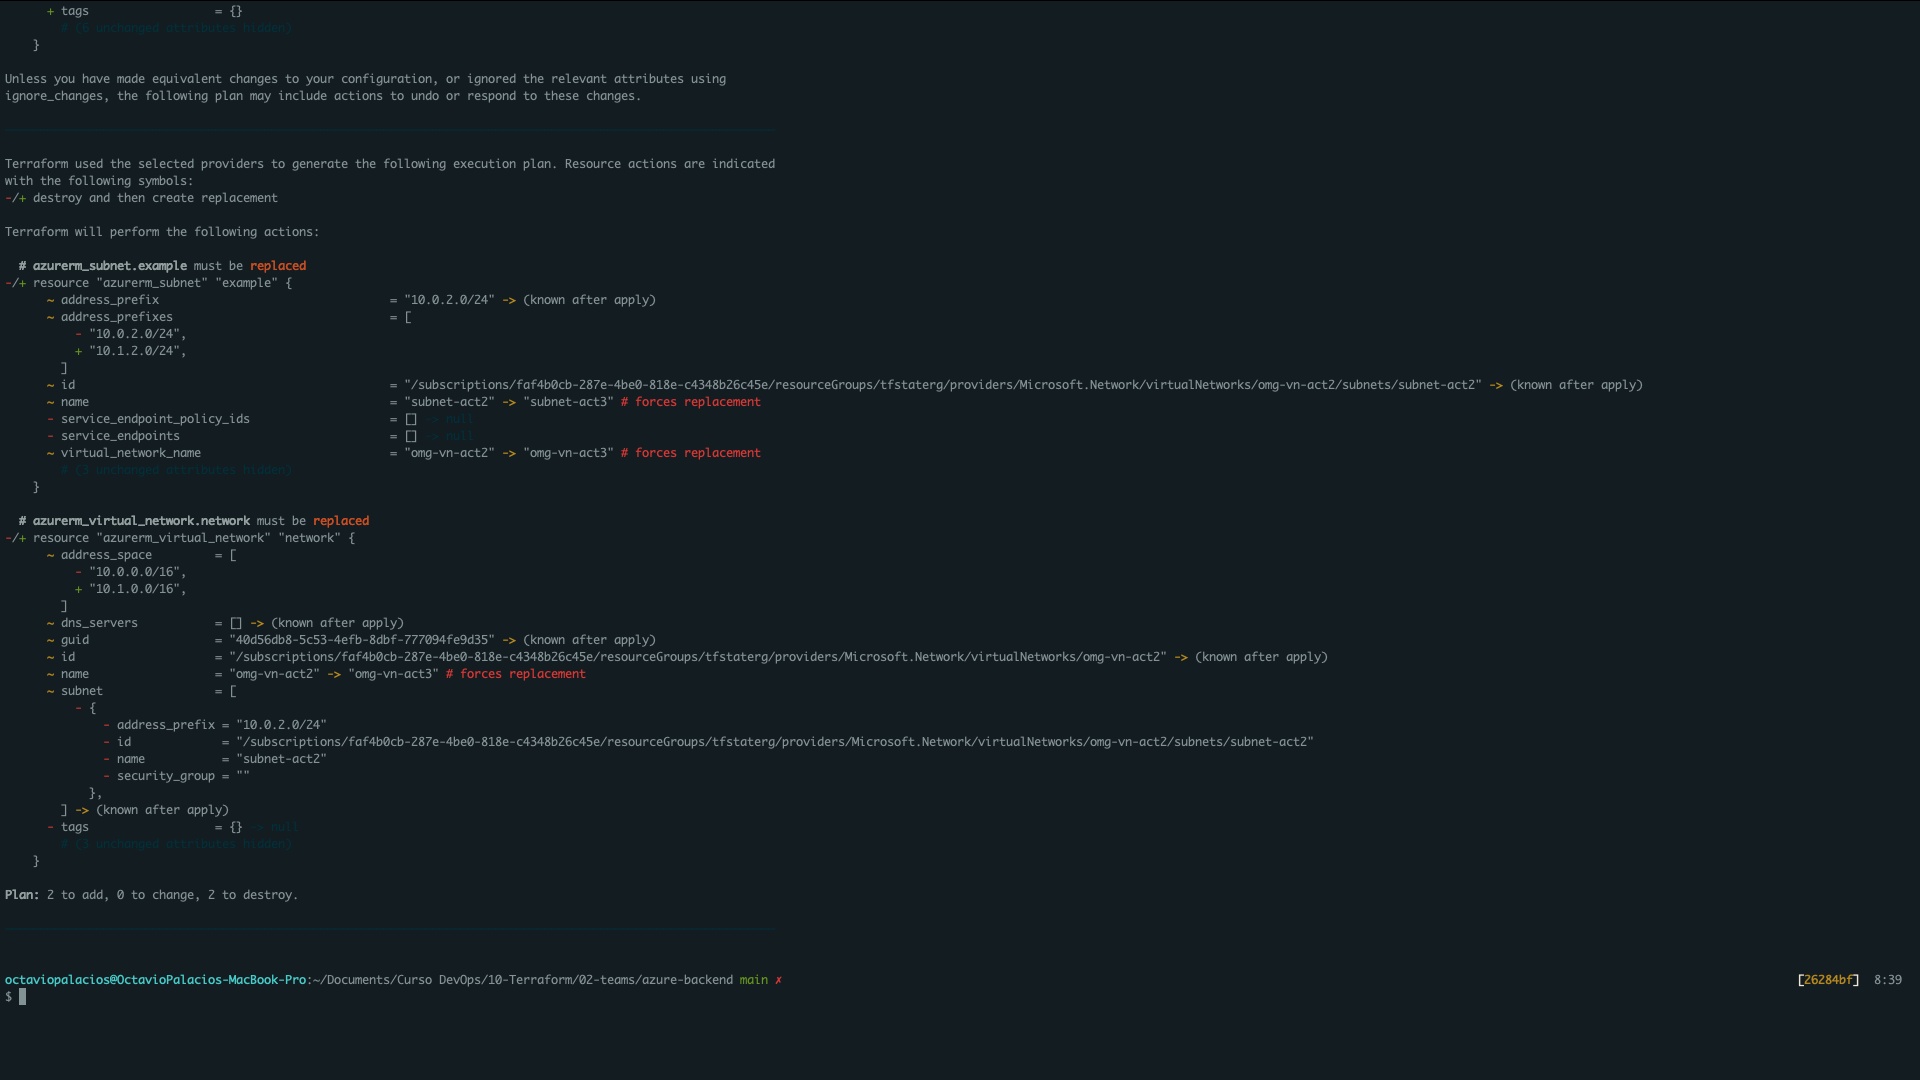 + tags = {}
# (6 unchanged attributes hidden)
}
Unless you have made equivalent changes to your configuration, or ignored the relevant attributes using
ignore_changes, the following plan may include actions to undo or respond to these changes.
Terraform used the selected providers to generate the following execution plan. Resource actions are indicated
with the following symbols:
-/+ destroy and then create replacement
Terraform will perform the following actions:
# azurerm_subnet.example must be replaced
-/+ resource "azurerm_subnet" "example" {
~ address_prefix = "10.0.2.0/24" -> (known after apply)
~ address_prefixes = [
- "10.0.2.0/24",
+ "10.1.2.0/24",
]
~ id = "/subscriptions/faf4b0cb-287e-4be0-818e-c4348b26c45e/resourceGroups/tfstaterg/providers/Microsoft.Network/virtualNetworks/omg-vn-act2/subnets/subnet-act2" -> (known after apply)
~ name = "subnet-act2" -> "subnet-act3" # forces replacement
- service_endpoint_policy_ids = [] -> null
- service_endpoints = [] -> null
~ virtual_network_name = "omg-vn-act2" -> "omg-vn-act3" # forces replacement
# (3 unchanged attributes hidden)
}
# azurerm_virtual_network.network must be replaced
-/+ resource "azurerm_virtual_network" "network" {
~ address_space = [
- "10.0.0.0/16",
+ "10.1.0.0/16",
]
~ dns_servers = [] -> (known after apply)
~ guid = "40d56db8-5c53-4efb-8dbf-777094fe9d35" -> (known after apply)
~ id = "/subscriptions/faf4b0cb-287e-4be0-818e-c4348b26c45e/resourceGroups/tfstaterg/providers/Microsoft.Network/virtualNetworks/omg-vn-act2" -> (known after apply)
~ name = "omg-vn-act2" -> "omg-vn-act3" # forces replacement
~ subnet = [
- {
- address_prefix = "10.0.2.0/24"
- id = "/subscriptions/faf4b0cb-287e-4be0-818e-c4348b26c45e/resourceGroups/tfstaterg/providers/Microsoft.Network/virtualNetworks/omg-vn-act2/subnets/subnet-act2"
- name = "subnet-act2"
- security_group = ""
},
] -> (known after apply)
- tags = {} -> null
# (3 unchanged attributes hidden)
}
Plan: 2 to add, 0 to change, 2 to destroy.
octaviopalacios@OctavioPalacios-MacBook-Pro:~/Documents/Curso DevOps/10-Terraform/02-teams/azure-backend main ✗ [26284bf] 8:39
$